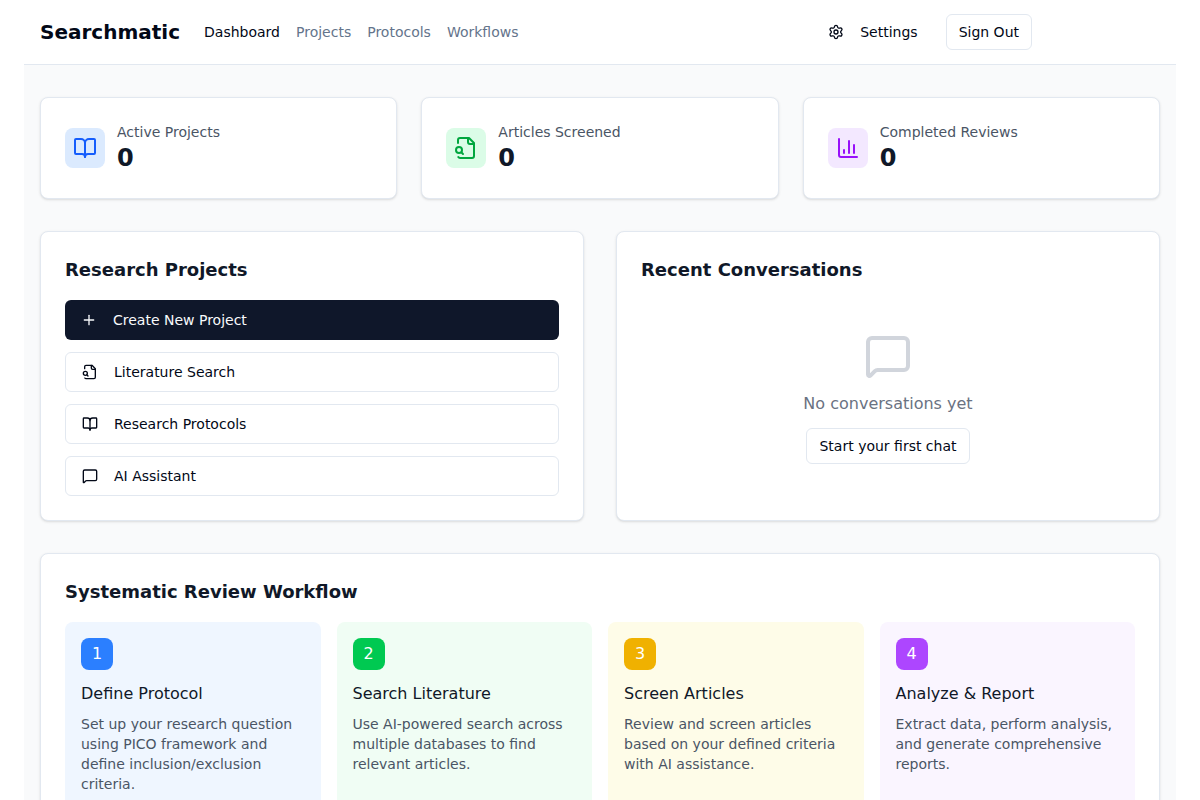 Searchmatic Dashboard Projects Protocols Workflows Settings Sign Out
Active Projects
0
Articles Screened
0
Completed Reviews
0
Research Projects
Create New Project
Literature Search
Research Protocols
AI Assistant
Recent Conversations
No conversations yet
Start your first chat
Systematic Review Workflow
1
Define Protocol
Set up your research question
using PICO framework and
define inclusion/exclusion
criteria.
2
Search Literature
Use AI-powered search across
multiple databases to find
relevant articles.
3
Screen Articles
Review and screen articles
based on your defined criteria
with AI assistance.
4
Analyze & Report
Extract data, perform analysis,
and generate comprehensive
reports.